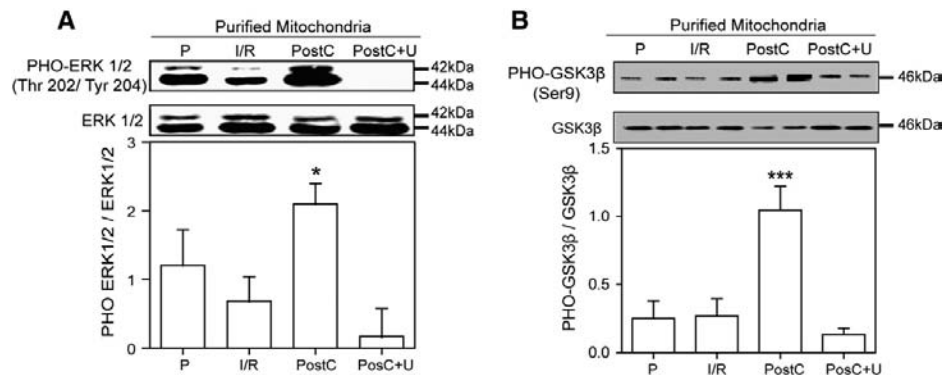 A
Purified Mitochondria
P I/R PostC PostC+U
PHO-ERK 1/2
(Thr 202/ Tyr 204)
42kDa
44kDa
ERK 1/2
42kDa
44kDa
PHO ERK1/2 / ERK1/2
3
2
1
0
*
P I/R PostC PosC+U
B
Purified Mitochondria
P I/R PostC PostC+U
PHO-GSK3β
(Ser9)
46kDa
GSK3β
46kDa
PHO-GSK3β / GSK3β
1.5
1.0
0.5
0.0
***
P I/R PostC PosC+U